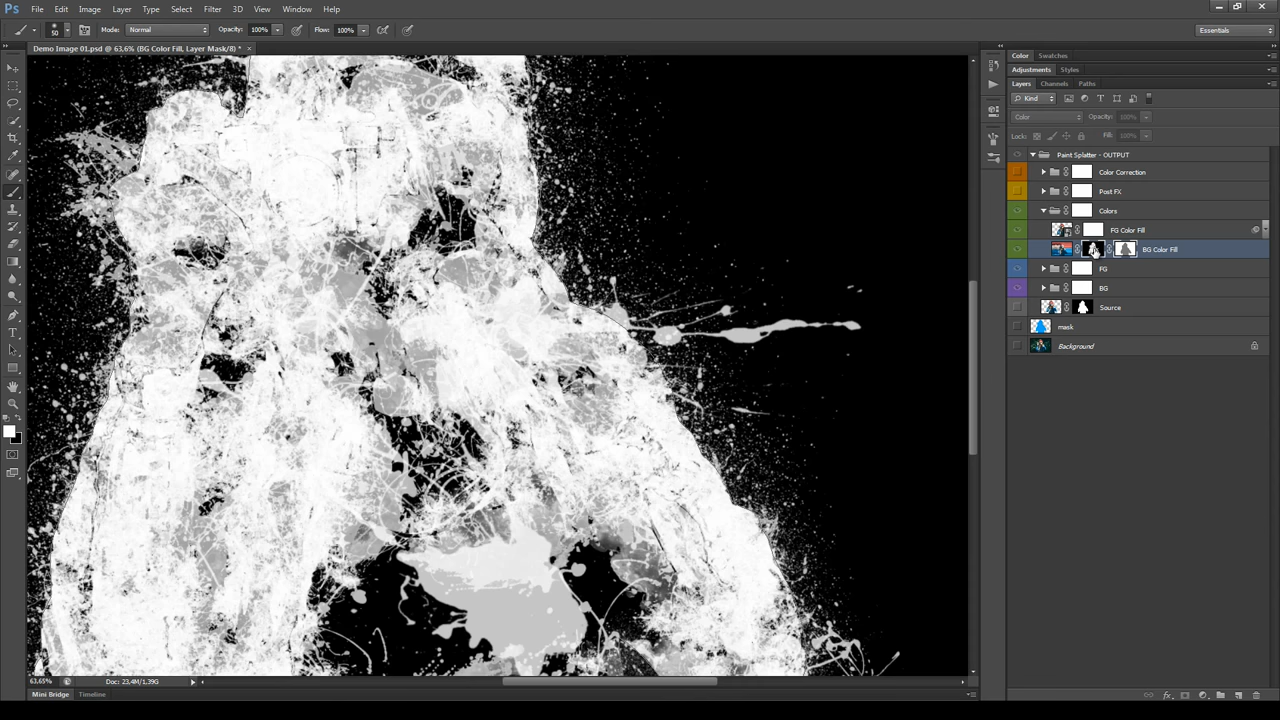 Ps File Edit Image Layer Type Select Filter 3D View Window Help
50 Mode: Normal Opacity: 100% Flow: 100% Essentials
Demo Image 01.psd @ 63,6% (BG Color Fill, Layer Mask/8) * ×
Color Swatches
Adjustments Styles
Layers Channels Paths
Kind
Color Opacity: 100%
Lock: Fill: 100%
Paint Splatter - OUTPUT
Color Correction
Post FX
Colors
FG Color Fill
BG Color Fill
FG
BG
Source
mask
Background
63,65% Doc: 23,4M/1,39G
Mini Bridge Timeline